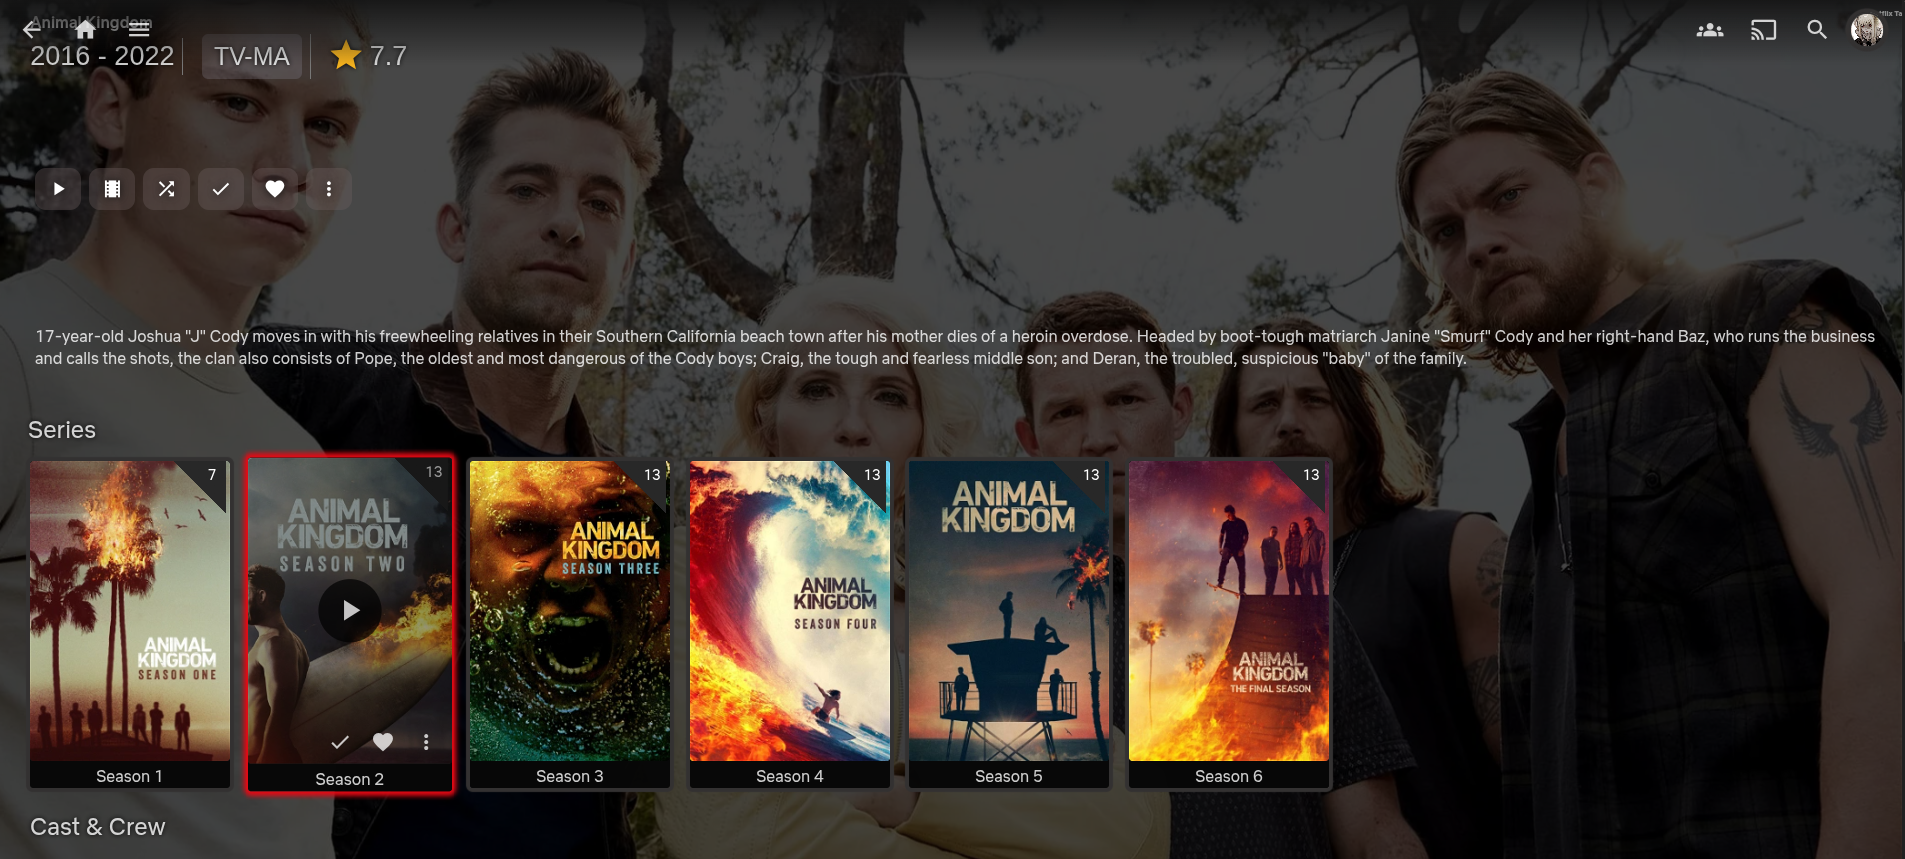 Animal Kingdom
2016 - 2022
TV-MA
7.7
17-year-old Joshua "J" Cody moves in with his freewheeling relatives in their Southern California beach town after his mother dies of a heroin overdose. Headed by boot-tough matriarch Janine "Smurf" Cody and her right-hand Baz, who runs the business
and calls the shots, the clan also consists of Pope, the oldest and most dangerous of the Cody boys; Craig, the tough and fearless middle son; and Deran, the troubled, suspicious "baby" of the family.
Series
7
ANIMAL
KINGDOM
SEASON ONE
Season 1
13
ANIMAL
KINGDOM
SEASON TWO
Season 2
13
ANIMAL
KINGDOM
SEASON THREE
Season 3
13
ANIMAL
KINGDOM
SEASON FOUR
Season 4
13
ANIMAL
KINGDOM
Season 5
13
ANIMAL
KINGDOM
THE FINAL SEASON
Season 6
Cast & Crew